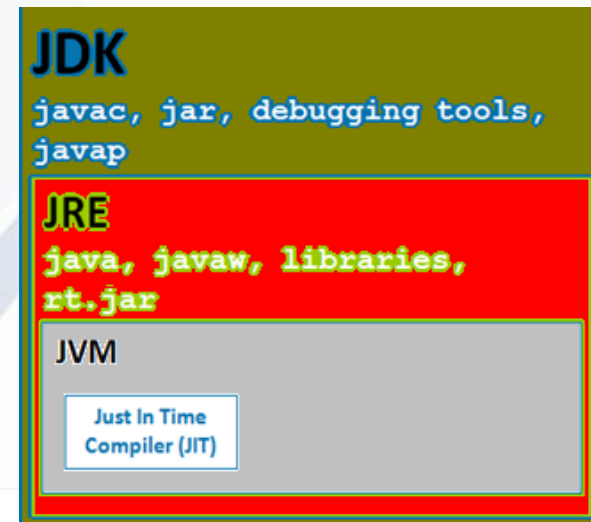 JDK
javac, jar, debugging tools,
javap
JRE
java, javaw, libraries,
rt.jar
JVM
Just In Time
Compiler (JIT)